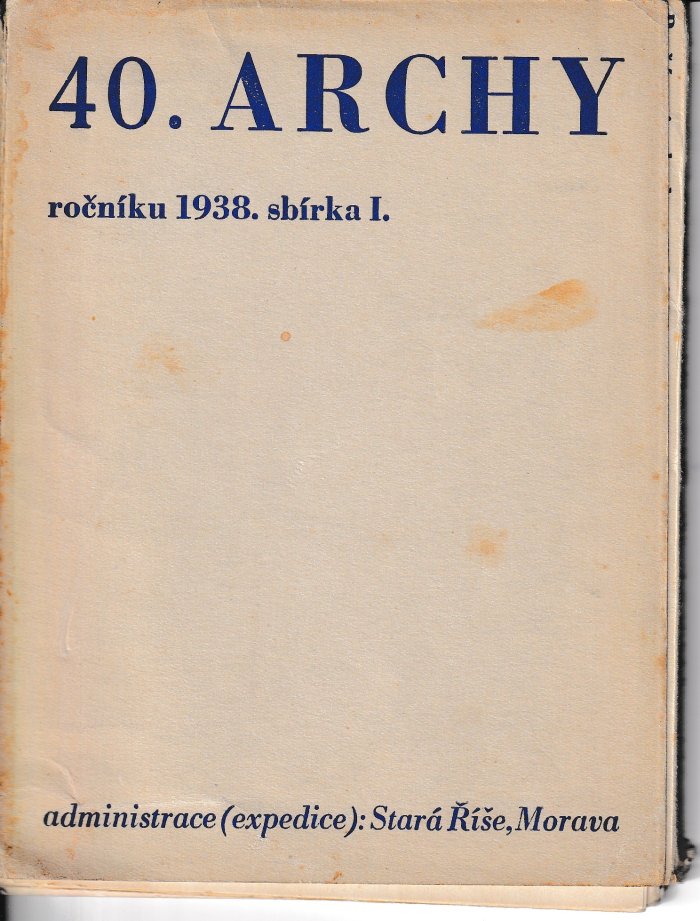 40. ARCHY
ročníku 1938. sbírka I.
administrace (expedice): Stará Říše, Morava